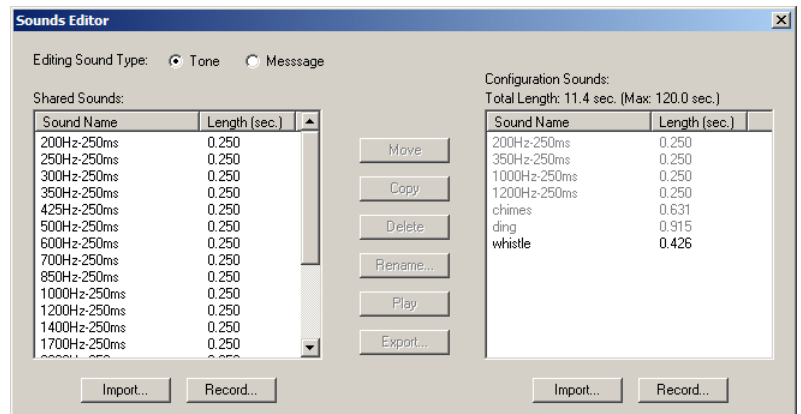 Sounds Editor
Editing Sound Type: Tone Messsage
Shared Sounds:
Sound Name Length (sec.)
200Hz-250ms 0.250
250Hz-250ms 0.250
300Hz-250ms 0.250
350Hz-250ms 0.250
425Hz-250ms 0.250
500Hz-250ms 0.250
600Hz-250ms 0.250
700Hz-250ms 0.250
850Hz-250ms 0.250
1000Hz-250ms 0.250
1200Hz-250ms 0.250
1400Hz-250ms 0.250
1700Hz-250ms 0.250
Import... Record...
Move
Copy
Delete
Rename...
Play
Export...
Configuration Sounds:
Total Length: 11.4 sec. (Max: 120.0 sec.)
Sound Name Length (sec.)
200Hz-250ms 0.250
350Hz-250ms 0.250
1000Hz-250ms 0.250
1200Hz-250ms 0.250
chimes 0.631
ding 0.915
whistle 0.426
Import... Record...